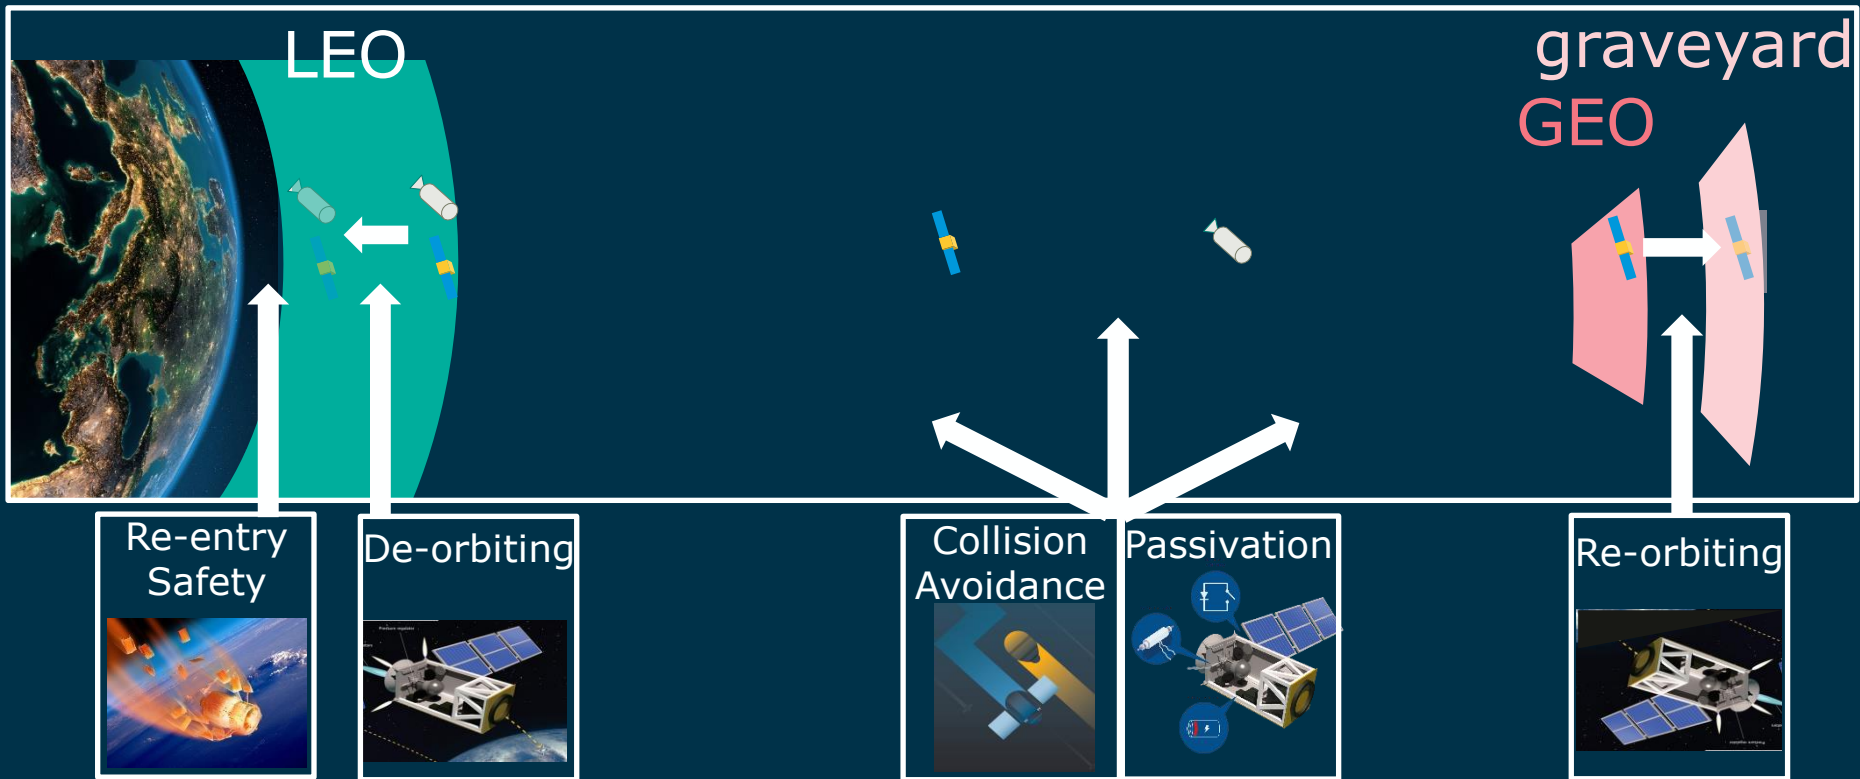 LEO
graveyard
GEO
Re-entry
Safety
De-orbiting
Collision
Avoidance
Passivation
Re-orbiting